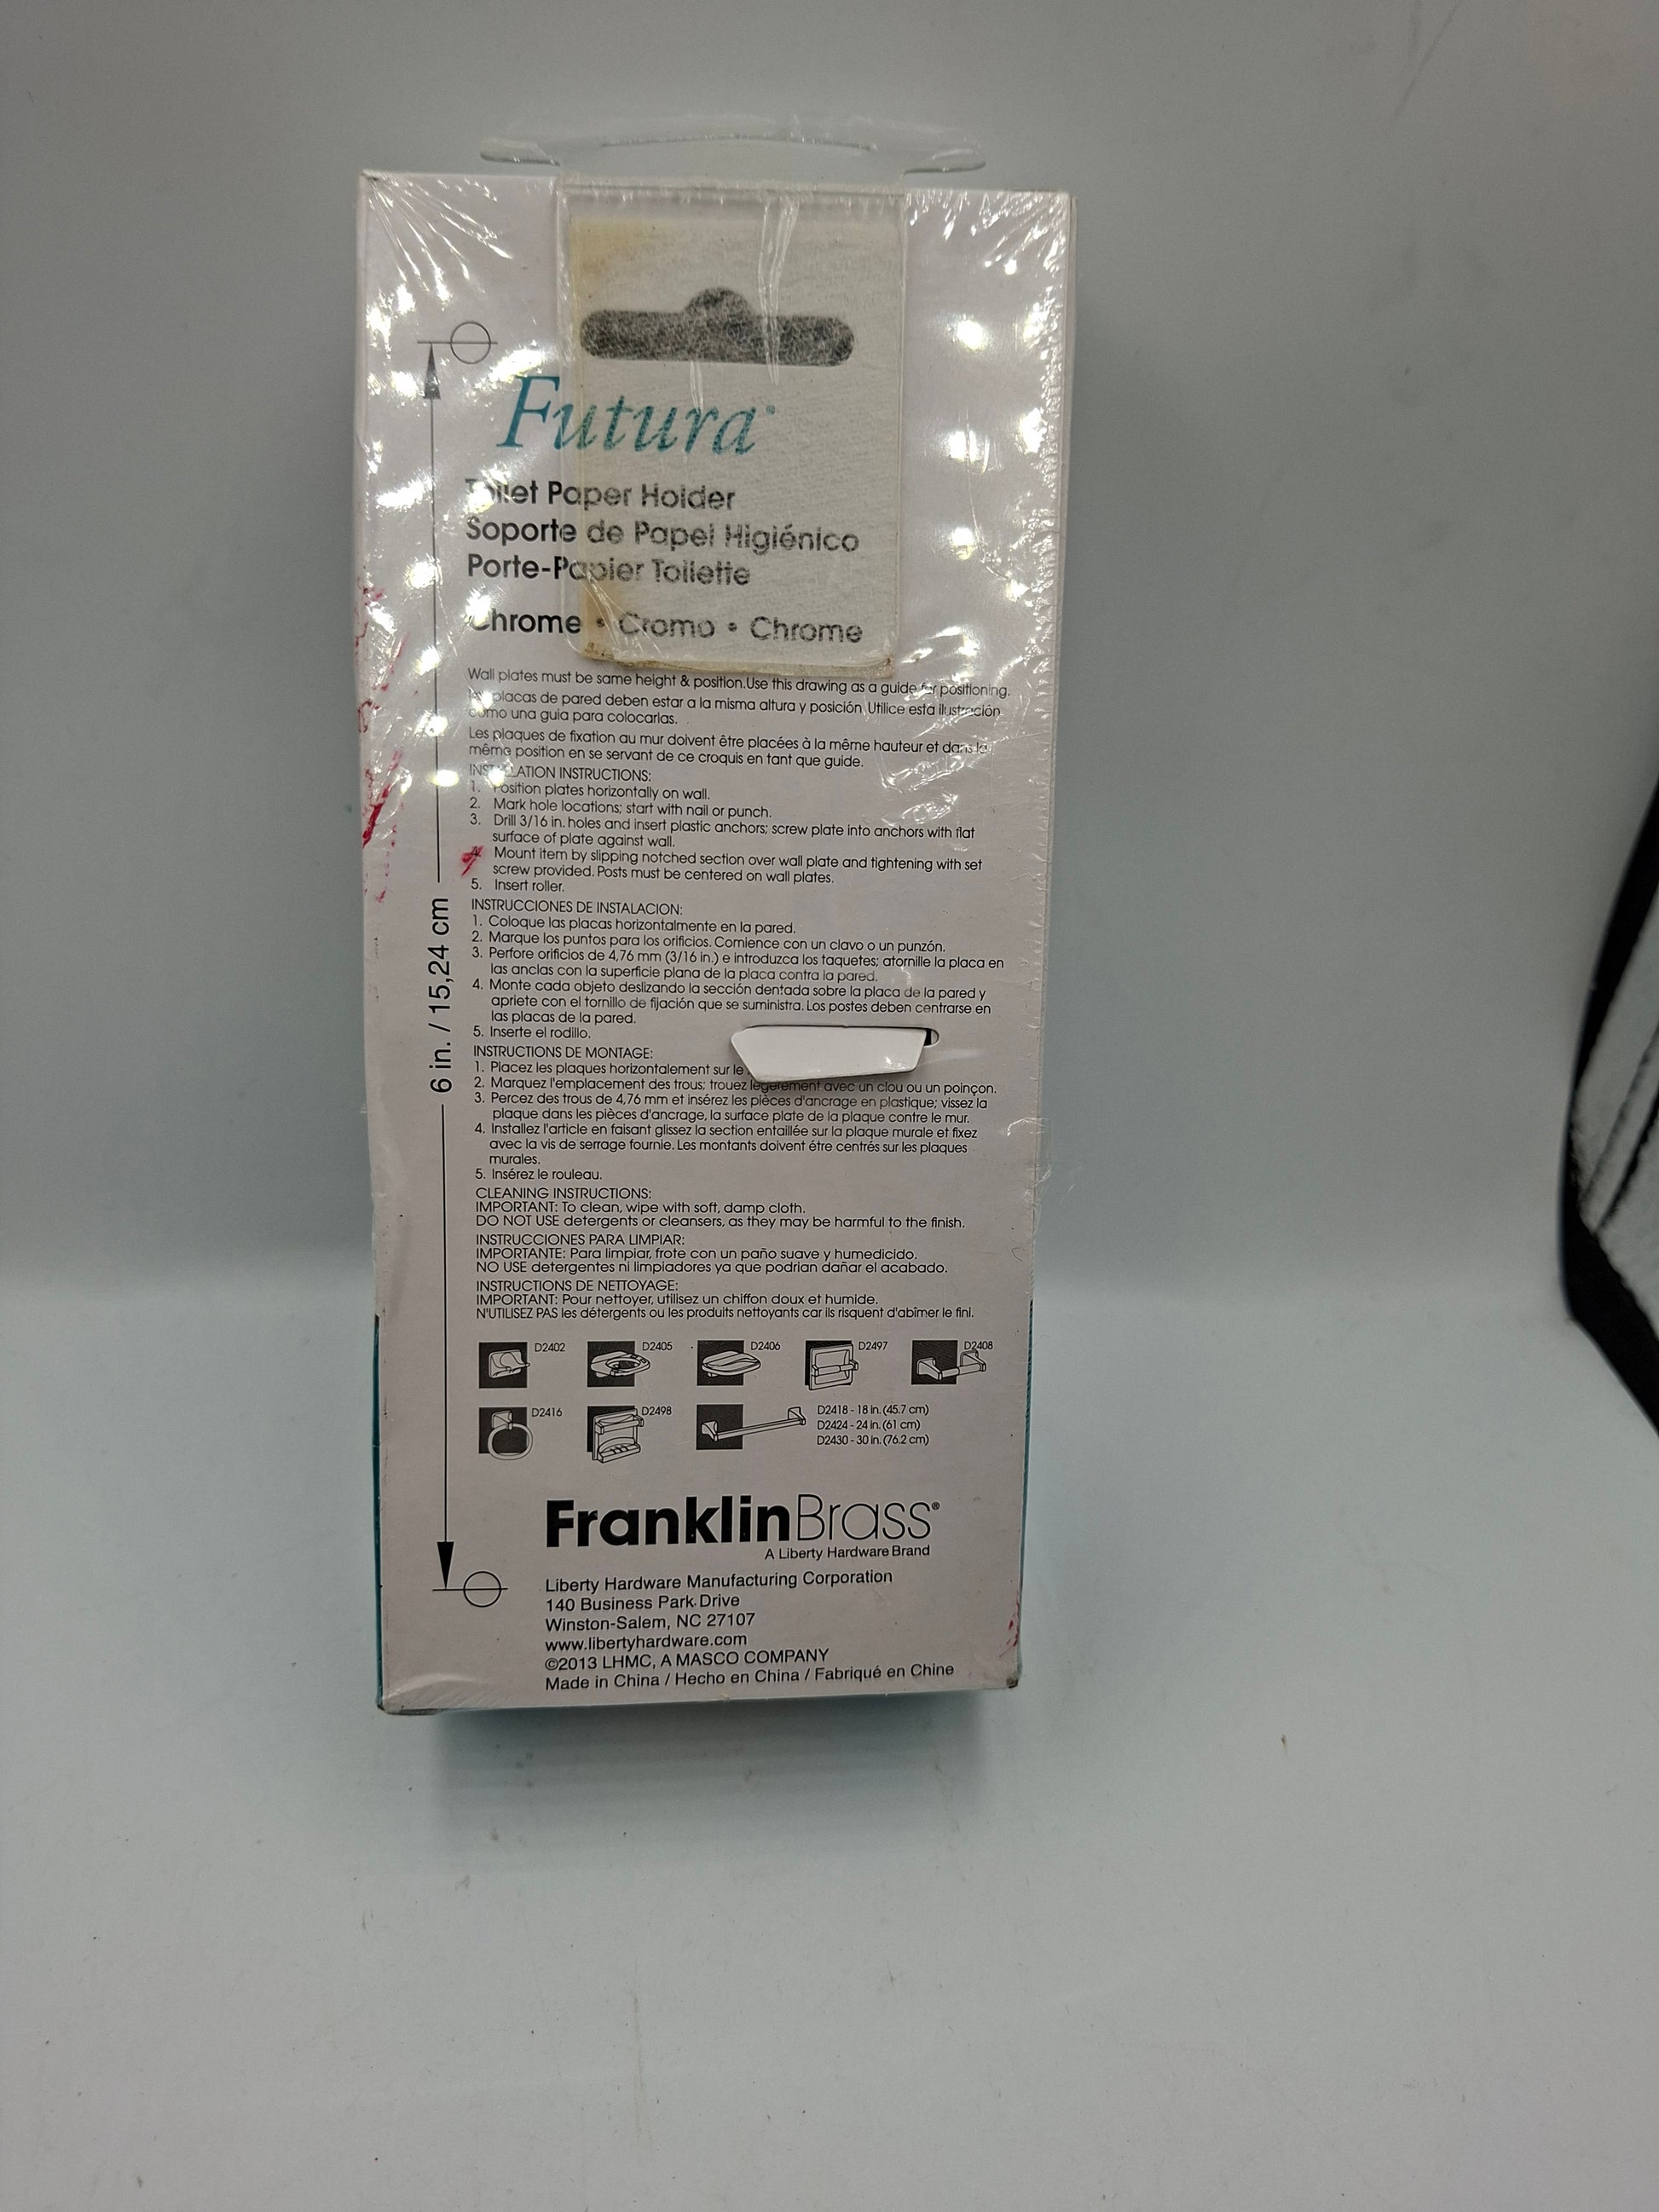 Futura®
Toilet Paper Holder
Soporte de Papel Higiénico
Porte-Papier Toilette
Chrome • Cromo • Chrome
Wall plates must be same height & position.Use this drawing as a guide for positioning.
las placas de pared deben estar a la misma altura y posición Utilice esta ilustración
como una guia para colocarlas.
Les plaques de fixation au mur doivent être placées à la même hauteur et dans la
même position en se servant de ce croquis en tant que guide.
INSTALLATION INSTRUCTIONS:
1. Position plates horizontally on wall.
2. Mark hole locations; start with nail or punch.
3. Drill 3/16 in. holes and insert plastic anchors; screw plate into anchors with flat
surface of plate against wall.
4. Mount item by slipping notched section over wall plate and tightening with set
screw provided. Posts must be centered on wall plates.
5. Insert roller.
INSTRUCCIONES DE INSTALACION:
1. Coloque las placas horizontalmente en la pared.
2. Marque los puntos para los orificios. Comience con un clavo o un punzón.
3. Perfore orificios de 4,76 mm (3/16 in.) e introduzca los taquetes; atornille la placa en
las anclas con la superficie plana de la placa contra la pared.
4. Monte cada objeto deslizando la sección dentada sobre la placa de la pared y
apriete con el tornillo de fijación que se suministra. Los postes deben centrarse en
las placas de la pared.
5. Inserte el rodillo.
INSTRUCTIONS DE MONTAGE:
1. Placez les plaques horizontalement sur le
2. Marquez l'emplacement des trous; trouez légèrement avec un clou ou un poinçon.
3. Percez des trous de 4,76 mm et insérez les pièces d'ancrage en plastique; vissez la
plaque dans les pièces d'ancrage, la surface plate de la plaque contre le mur.
4. Installez l'article en faisant glissez la section entaillée sur la plaque murale et fixez
avec la vis de serrage fournie. Les montants doivent étre centrés sur les plaques
murales.
5. Insérez le rouleau.
CLEANING INSTRUCTIONS:
IMPORTANT: To clean, wipe with soft, damp cloth.
DO NOT USE detergents or cleansers, as they may be harmful to the finish.
INSTRUCCIONES PARA LIMPIAR:
IMPORTANTE: Para limpiar, frote con un paño suave y humedicido.
NO USE detergentes ni limpiadores ya que podrian dañar el acabado.
INSTRUCTIONS DE NETTOYAGE:
IMPORTANT: Pour nettoyer, utilisez un chiffon doux et humide.
N'UTILISEZ PAS les détergents ou les produits nettoyants car ils risquent d'abîmer le fini.
6 in. / 15,24 cm
D2402 D2405 D2406 D2497 D2408
D2416 D2498 D2418 - 18 in. (45.7 cm)
D2424 - 24 in. (61 cm)
D2430 - 30 in. (76.2 cm)
FranklinBrass®
A Liberty Hardware Brand
Liberty Hardware Manufacturing Corporation
140 Business Park Drive
Winston-Salem, NC 27107
www.libertyhardware.com
©2013 LHMC, A MASCO COMPANY
Made in China / Hecho en China / Fabriqué en Chine